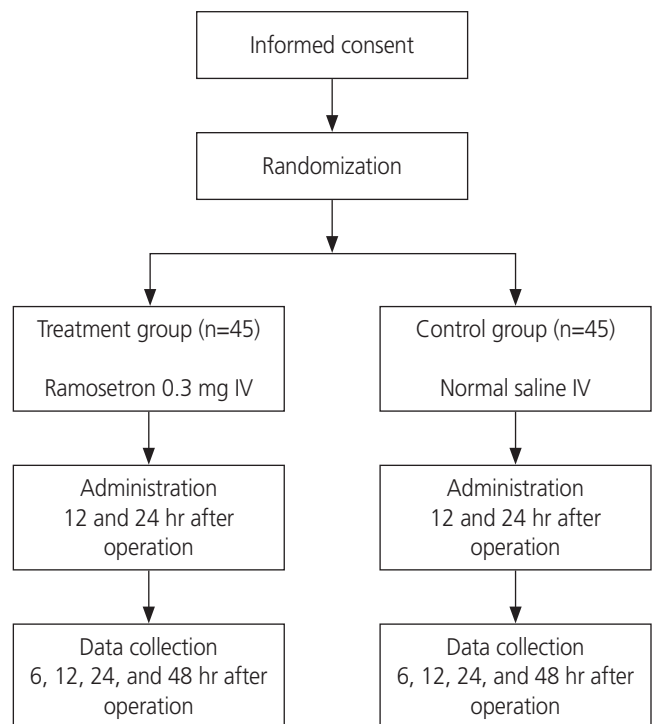 Informed consent
Randomization
Treatment group (n=45)
Ramosetron 0.3 mg IV
Control group (n=45)
Normal saline IV
Administration
12 and 24 hr after
operation
Administration
12 and 24 hr after
operation
Data collection
6, 12, 24, and 48 hr after
operation
Data collection
6, 12, 24, and 48 hr after
operation